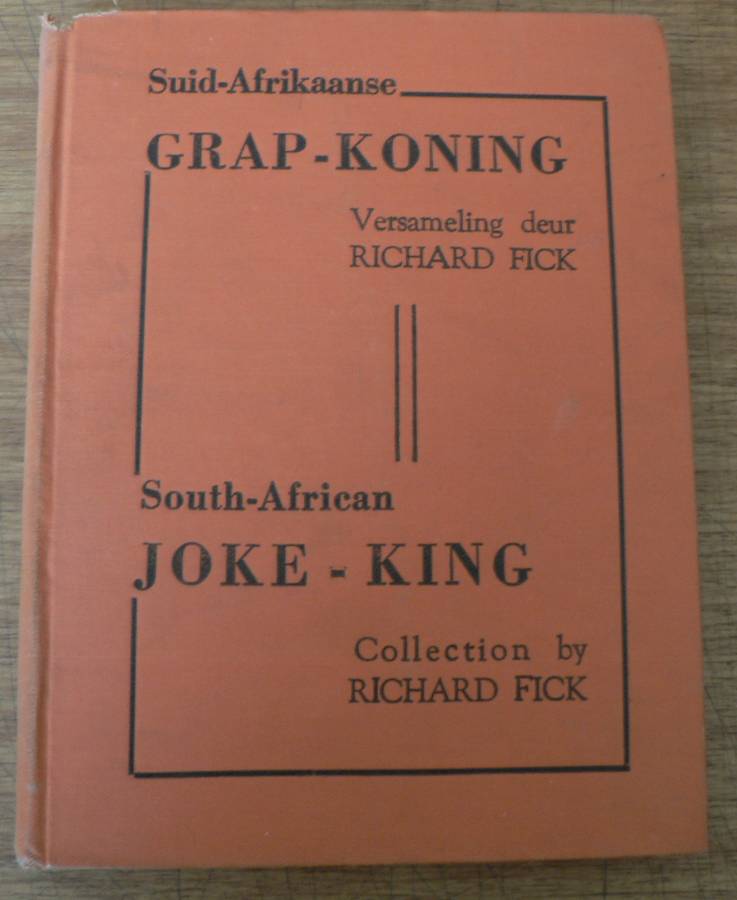 Suid-Afrikaanse
GRAP-KONING
Versameling deur
RICHARD FICK
South-African
JOKE - KING
Collection by
RICHARD FICK